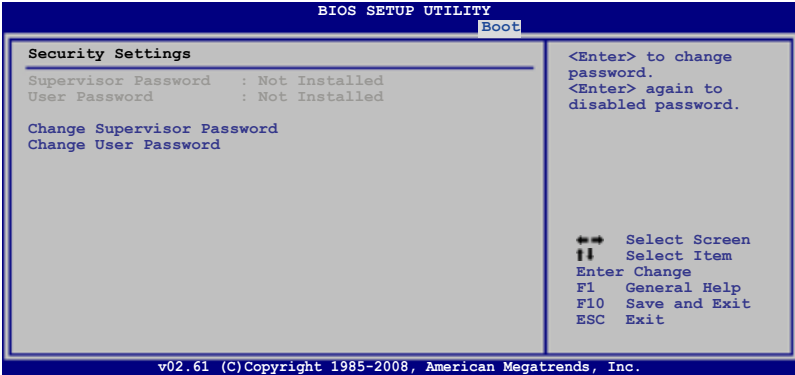 BIOS SETUP UTILITY
Boot
Security Settings
Supervisor Password : Not Installed
User Password : Not Installed
Change Supervisor Password
Change User Password
<Enter> to change
password.
<Enter> again to
disabled password.
←→ Select Screen
↑↓ Select Item
Enter Change
F1 General Help
F10 Save and Exit
ESC Exit
v02.61 (C)Copyright 1985-2008, American Megatrends, Inc.